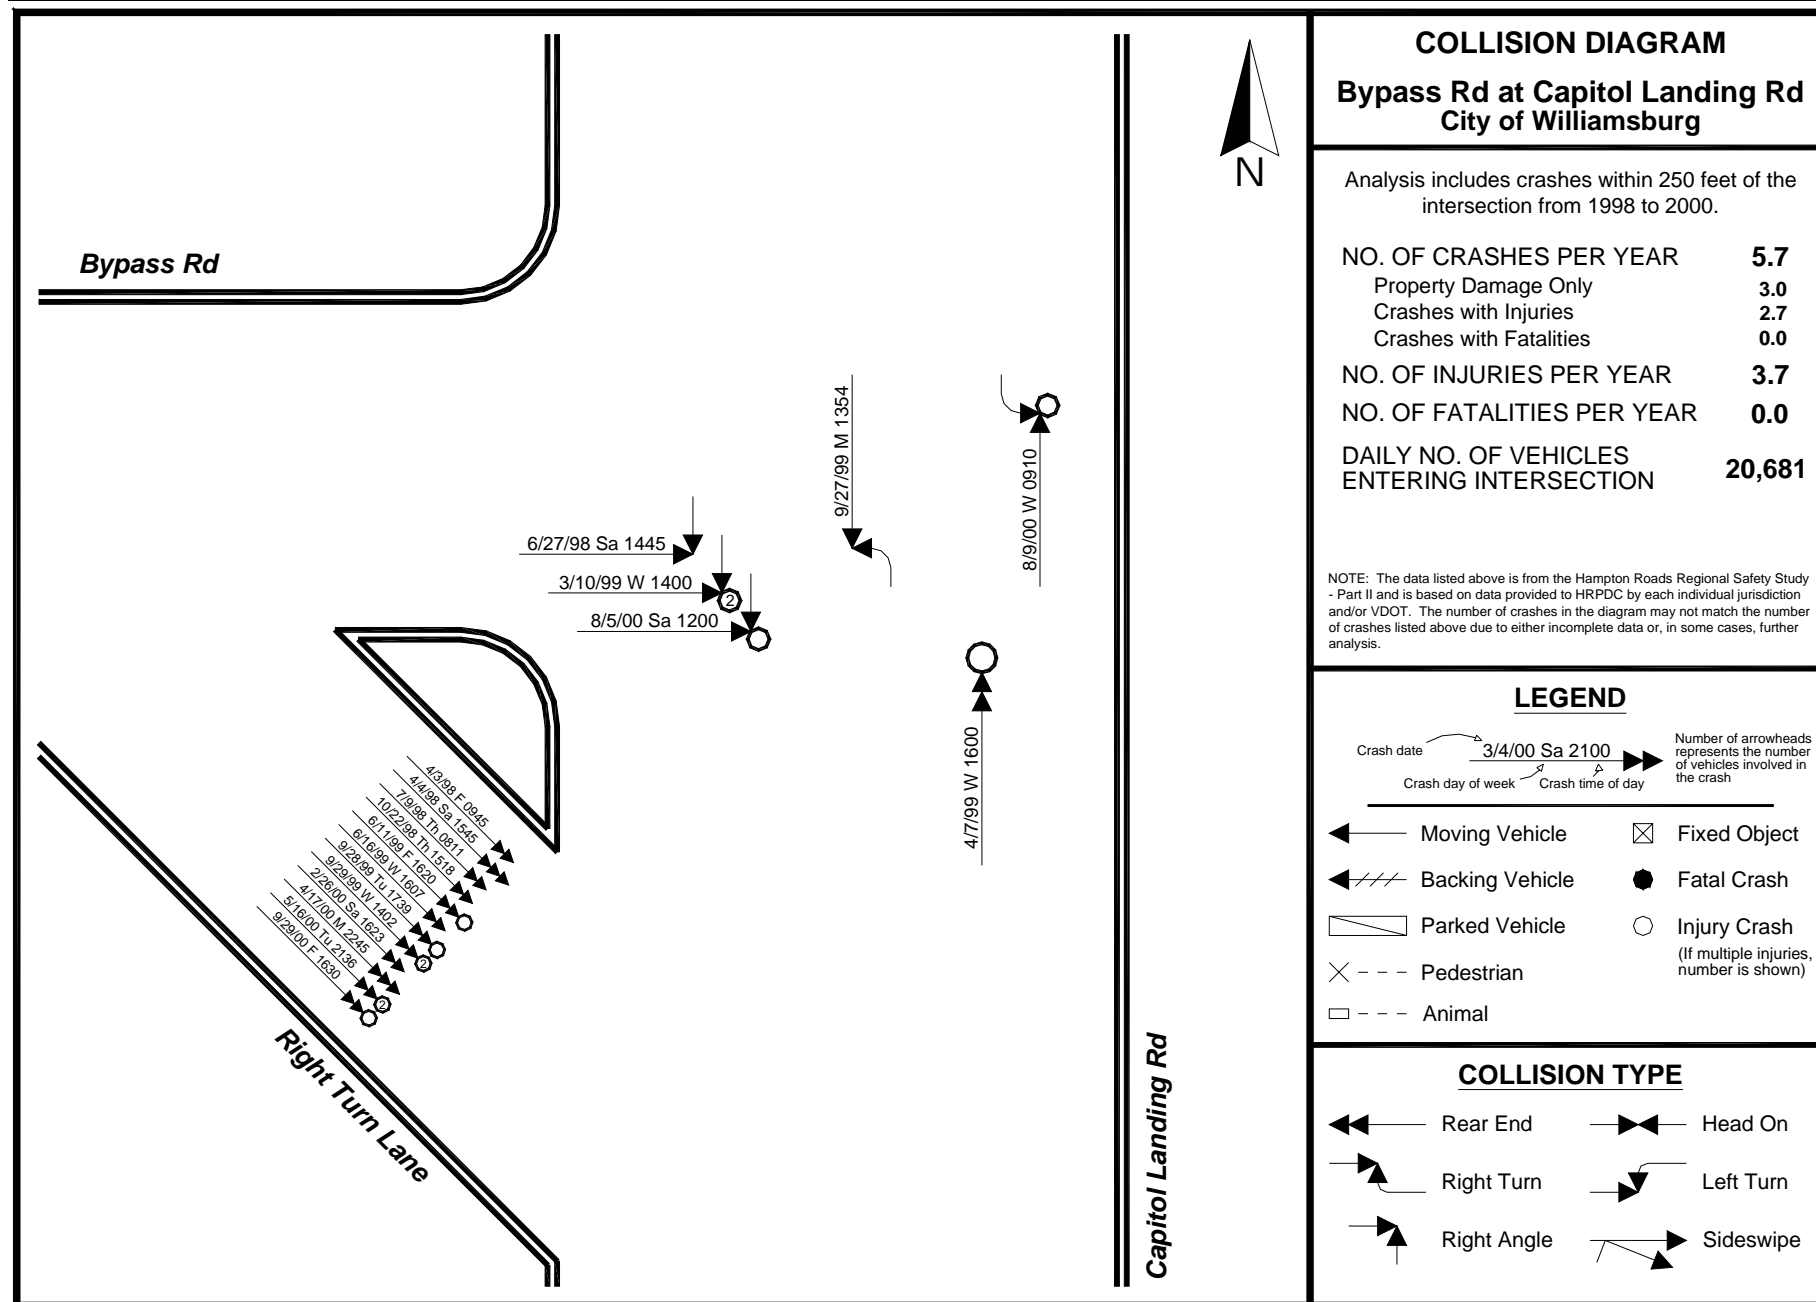 COLLISION DIAGRAM
Bypass Rd at Capitol Landing Rd
City of Williamsburg
Analysis includes crashes within 250 feet of the
intersection from 1998 to 2000.
NO. OF CRASHES PER YEAR 5.7
Property Damage Only 3.0
Crashes with Injuries 2.7
Crashes with Fatalities 0.0
NO. OF INJURIES PER YEAR 3.7
NO. OF FATALITIES PER YEAR 0.0
DAILY NO. OF VEHICLES
ENTERING INTERSECTION 20,681
NOTE: The data listed above is from the Hampton Roads Regional Safety Study
- Part II and is based on data provided to HRPDC by each individual jurisdiction
and/or VDOT. The number of crashes in the diagram may not match the number
of crashes listed above due to either incomplete data or, in some cases, further
analysis.
LEGEND
Crash date
3/4/00 Sa 2100
Crash day of week
Crash time of day
Number of arrowheads
represents the number
of vehicles involved in
the crash
Moving Vehicle
Fixed Object
Backing Vehicle
Fatal Crash
Parked Vehicle
Injury Crash
(If multiple injuries,
number is shown)
Pedestrian
Animal
COLLISION TYPE
Rear End
Head On
Right Turn
Left Turn
Right Angle
Sideswipe
N
Bypass Rd
9/27/99 M 1354
8/9/00 W 0910
6/27/98 Sa 1445
3/10/99 W 1400
2
8/5/00 Sa 1200
4/7/99 W 1600
4/3/98 F 0945
4/4/98 Sa 1545
7/9/98 Th 0811
10/22/98 Th 1518
6/11/99 F 1620
6/16/99 W 1607
9/28/99 Tu 1739
9/29/99 W 1402
2/26/00 Sa 1623
4/17/00 M 2245
5/16/00 Tu 2136
9/29/00 F 1630
2
2
Right Turn Lane
Capitol Landing Rd